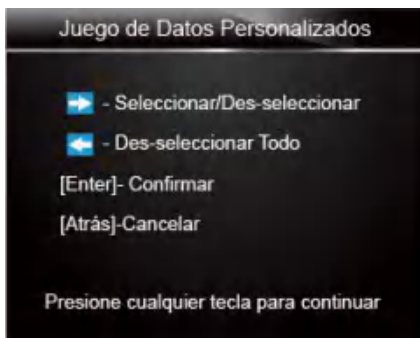 Juego de Datos Personalizados
- Seleccionar/Des-seleccionar
- Des-seleccionar Todo
[Enter]- Confirmar
[Atrás]-Cancelar
Presione cualquier tecla para continuar